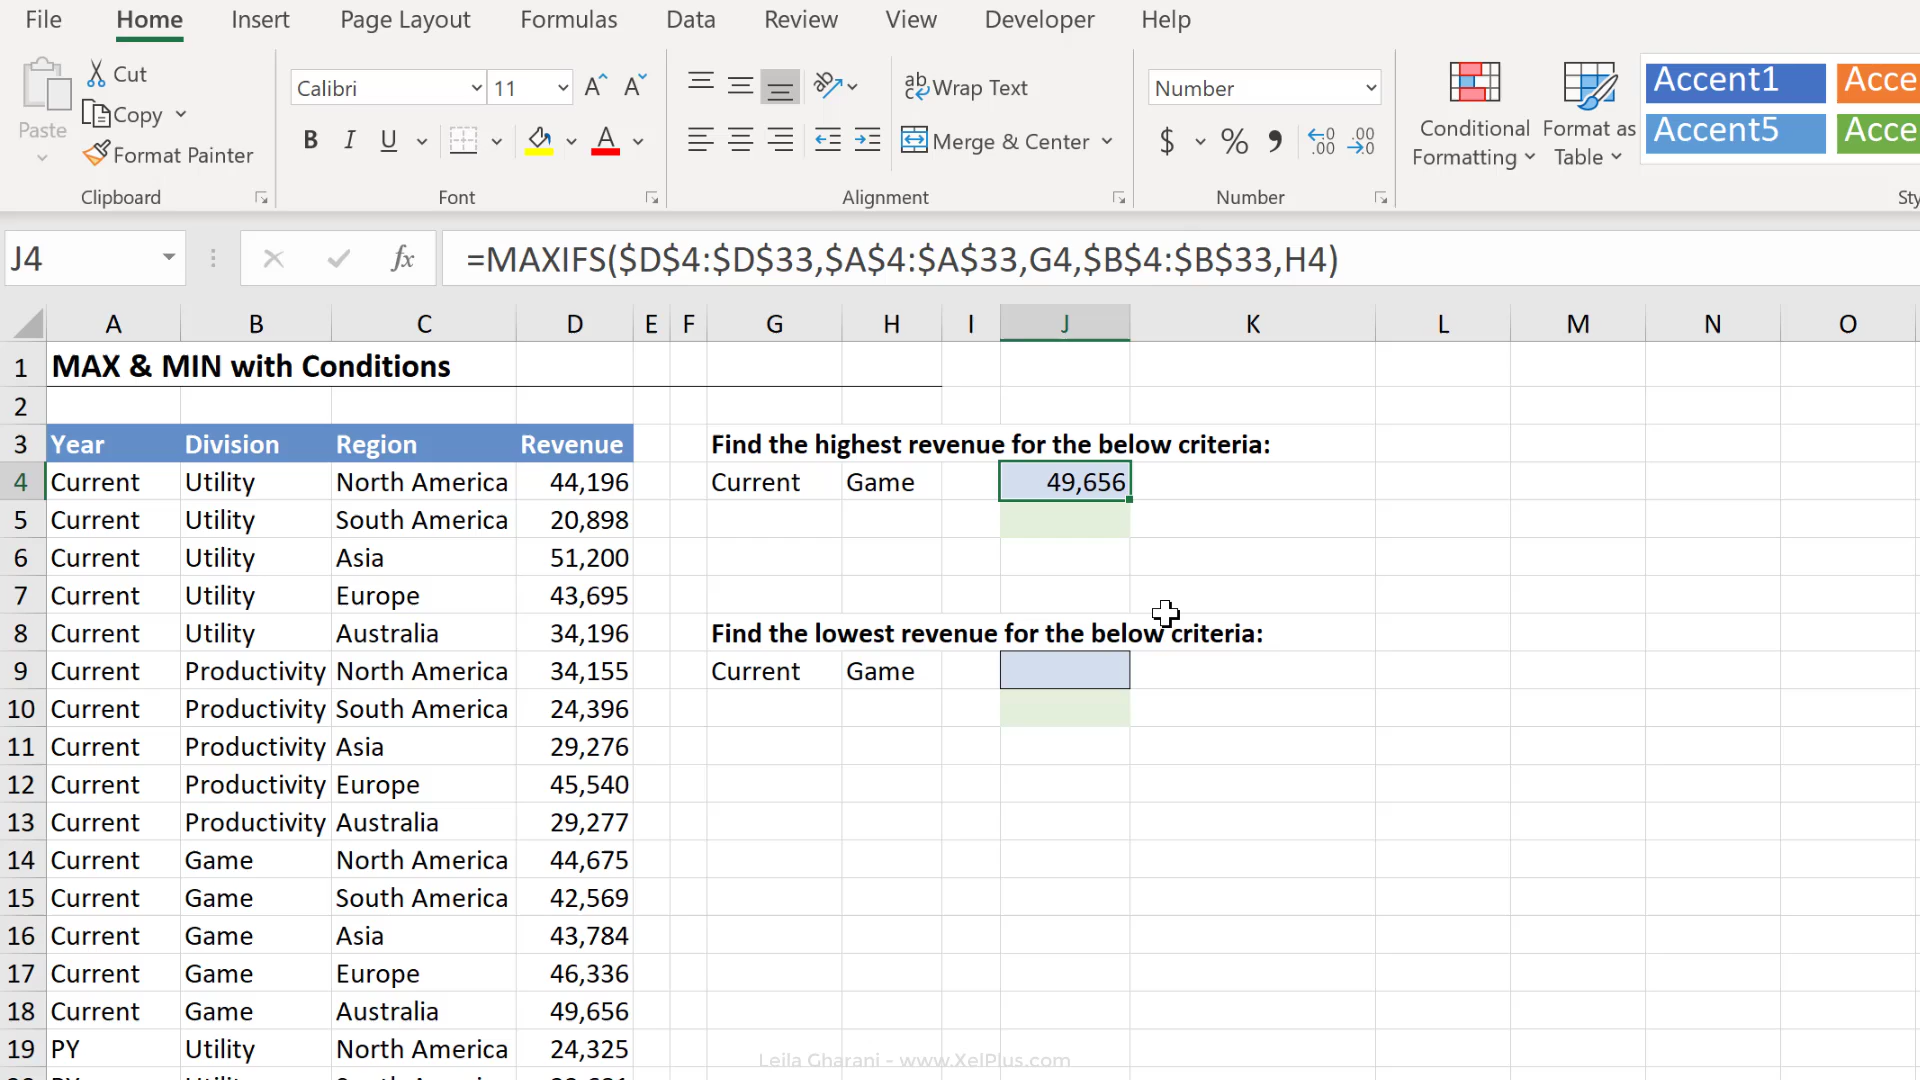 File Home Insert Page Layout Formulas Data Review View Developer Help
Paste Cut Copy Format Painter Clipboard
Calibri 11 B I U A Font
Wrap Text Merge & Center Alignment
Number $ % Number
Conditional Formatting Format as Table
Accent1 Acce
Accent5 Acce
Sty
J4 fx =MAXIFS($D$4:$D$33,$A$4:$A$33,G4,$B$4:$B$33,H4)
A B C D E F G H I J K L M N O
1 MAX & MIN with Conditions
2
3 Year Division Region Revenue Find the highest revenue for the below criteria:
4 Current Utility North America 44,196 Current Game 49,656
5 Current Utility South America 20,898
6 Current Utility Asia 51,200
7 Current Utility Europe 43,695
8 Current Utility Australia 34,196 Find the lowest revenue for the below criteria:
9 Current Productivity North America 34,155 Current Game
10 Current Productivity South America 24,396
11 Current Productivity Asia 29,276
12 Current Productivity Europe 45,540
13 Current Productivity Australia 29,277
14 Current Game North America 44,675
15 Current Game South America 42,569
16 Current Game Asia 43,784
17 Current Game Europe 46,336
18 Current Game Australia 49,656
19 PY Utility North America 24,325
Leila Gharani - www.XelPlus.com